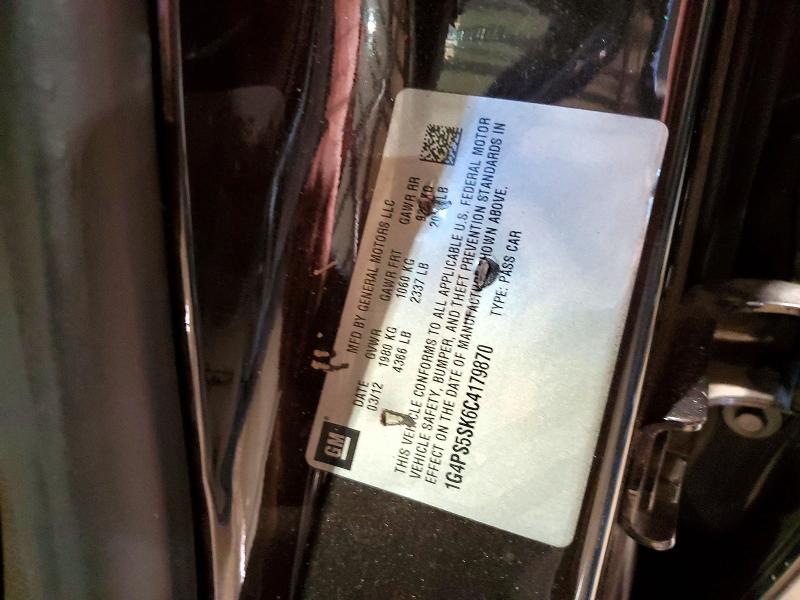 GM
MFD BY GENERAL MOTORS LLC
DATE GVWR GAWR FRT GAWR RR
03/12 1980 KG 1060 KG KG
4366 LB 2337 LB LB
THIS VEHICLE CONFORMS TO ALL APPLICABLE U.S. FEDERAL MOTOR
VEHICLE SAFETY, BUMPER, AND THEFT PREVENTION STANDARDS IN
EFFECT ON THE DATE OF MANUFACTURE SHOWN ABOVE.
1G4PS5SK6C4179870 TYPE: PASS CAR